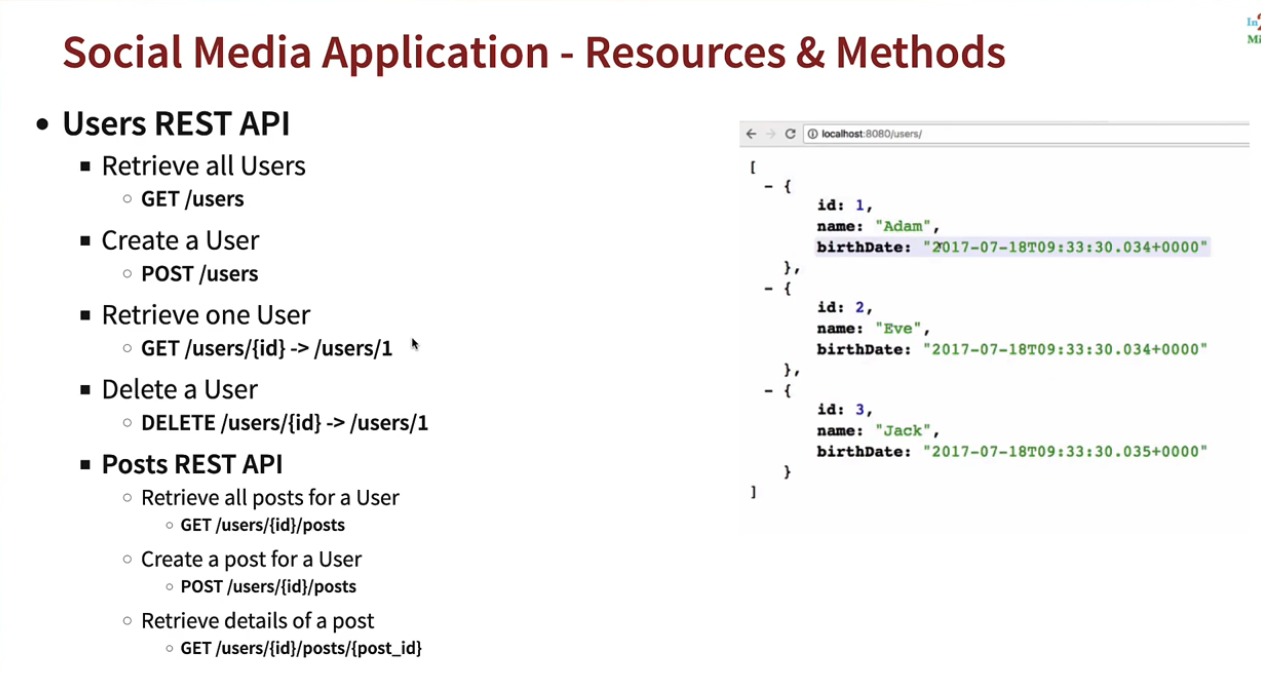 Social Media Application - Resources & Methods
Users REST API
Retrieve all Users
GET /users
Create a User
POST /users
Retrieve one User
GET /users/{id} -> /users/1
Delete a User
DELETE /users/{id} -> /users/1
Posts REST API
Retrieve all posts for a User
GET /users/{id}/posts
Create a post for a User
POST /users/{id}/posts
Retrieve details of a post
GET /users/{id}/posts/{post_id}
localhost:8080/users/
[
- {
id: 1,
name: "Adam",
birthDate: "2017-07-18T09:33:30.034+0000"
},
- {
id: 2,
name: "Eve",
birthDate: "2017-07-18T09:33:30.034+0000"
},
- {
id: 3,
name: "Jack",
birthDate: "2017-07-18T09:33:30.035+0000"
}
]